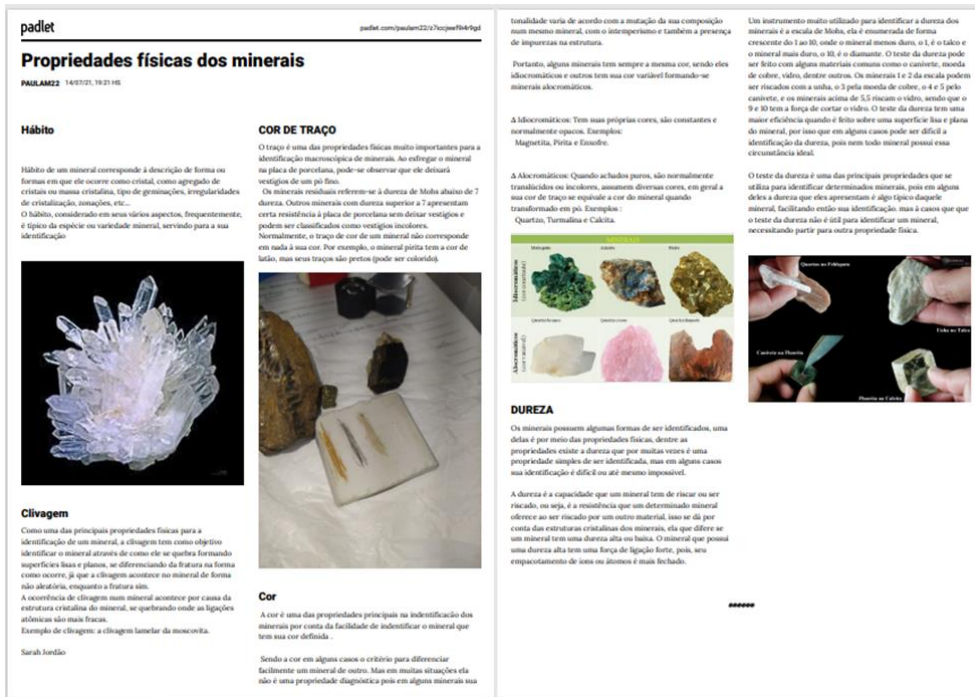 padlet
padlet.com/paulam22/z7iccjwef1i4r9gd
Propriedades físicas dos minerais
PAULAM22 14/07/21, 19:21 HS
Hábito
Hábito de um mineral corresponde à descrição de forma ou
formas em que ele ocorre como cristal, como agregado de
cristais ou massa cristalina, tipo de geminações, irregularidades
de cristalização, zonações, etc...
O hábito, considerado em seus vários aspectos, frequentemente,
é típico da espécie ou variedade mineral, servindo para a sua
identificação
Clivagem
Como uma das principais propriedades físicas para a
identificação de um mineral, a clivagem tem como objetivo
identificar o mineral através de como ele se quebra formando
superfícies lisas e planos, se diferenciando da fratura na forma
como ocorre, já que a clivagem acontece no mineral de forma
não aleatória, enquanto a fratura sim.
A ocorrência de clivagem num mineral acontece por causa da
estrutura cristalina do mineral, se quebrando onde as ligações
atômicas são mais fracas.
Exemplo de clivagem: a clivagem lamelar da moscovita.
Sarah Jordão
COR DE TRAÇO
O traço é uma das propriedades físicas muito importantes para a
identificação macroscópica de minerais. Ao esfregar o mineral
na placa de porcelana, pode-se observar que ele deixará
vestígios de um pó fino.
Os minerais residuais referem-se à dureza de Mohs abaixo de 7
dureza. Outros minerais com dureza superior a 7 apresentam
certa resistência à placa de porcelana sem deixar vestígios e
podem ser classificados como vestígios incolores.
Normalmente, o traço de cor de um mineral não corresponde
em nada à sua cor. Por exemplo, o mineral pirita tem a cor de
latão, mas seus traços são pretos (pode ser colorido).
Cor
A cor é uma das propriedades principais na indentificacão dos
minerais por conta da facilidade de indentificar o mineral que
tem sua cor definida .
Sendo a cor em alguns casos o critério para diferenciar
facilmente um mineral de outro. Mas em muitas situações ela
não é uma propriedade diagnóstica pois em alguns minerais sua
tonalidade varia de acordo com a mutação da sua composição
num mesmo mineral, com o intemperismo e também a presença
de impurezas na estrutura.
Portanto, alguns minerais tem sempre a mesma cor, sendo eles
idiocromáticos e outros tem sua cor variável formando-se
minerais alocromáticos.
Δ Idiocromáticos: Tem suas próprias cores, são constantes e
normalmente opacos. Exemplos:
Magnetita, Pirita e Enxofre.
Δ Alocromáticos: Quando achados puros, são normalmente
translúcidos ou incolores, assumem diversas cores, em geral a
sua cor de traço se equivale a cor do mineral quando
transformado em pó. Exemplos :
Quartzo, Turmalina e Calcita.
MINERAIS
Idiocromáticos
Alocromáticos
DUREZA
Os minerais possuem algumas formas de ser identificados, uma
delas é por meio das propriedades físicas, dentre as
propriedades existe a dureza que por muitas vezes é uma
propriedade simples de ser identificada, mas em alguns casos
sua identificação é difícil ou até mesmo impossível.
A dureza é a capacidade que um mineral tem de riscar ou ser
riscado, ou seja, é a resistência que um determinado mineral
oferece ao ser riscado por um outro material, isso se dá por
conta das estruturas cristalinas dos minerais, ela que difere se
um mineral tem uma dureza alta ou baixa. O mineral que possui
uma dureza alta tem uma força de ligação forte, pois, seu
empacotamento de íons ou átomos é mais fechado.
Um instrumento muito utilizado para identificar a dureza dos
minerais é a escala de Mohs, ela é enumerada de forma
crescente do 1 ao 10, onde o mineral menos duro, o 1, é o talco e
o mineral mais duro, o 10, é o diamante. O teste da dureza pode
ser feito com alguns materiais comuns como o canivete, moeda
de cobre, vidro, dentre outros. Os minerais 1 e 2 da escala podem
ser riscados com a unha, o 3 pela moeda de cobre, o 4 e 5 pelo
canivete, e os minerais acima de 5,5 riscam o vidro, sendo que o
9 e 10 tem a força de cortar o vidro. O teste da dureza tem uma
maior eficiência quando é feito sobre uma superfície lisa e plana
do mineral, por isso que em alguns casos pode ser difícil a
identificação da dureza, pois nem todo mineral possui essa
circunstância ideal.
O teste da dureza é uma das principais propriedades que se
utiliza para identificar determinados minerais, pois em alguns
deles a dureza que eles apresentam é algo típico daquele
mineral, facilitando então sua identificação. mas à casos que que
o teste da dureza não é útil para identificar um mineral,
necessitando partir para outra propriedade física.
Quartzo no Feldspato
Unha no Talco
Canivete na Fluorita
Fluorita na Calcita
######